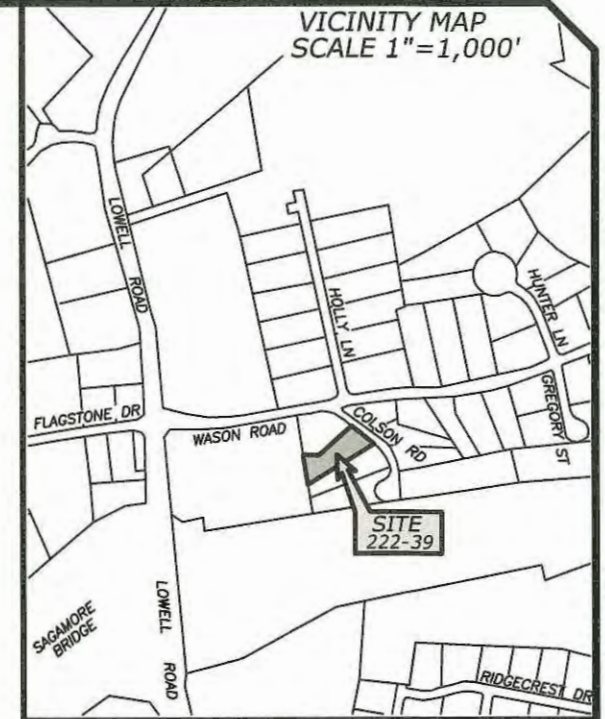 VICINITY MAP
SCALE 1"=1,000'
LOWELL
ROAD
HOLLY LN
HUNTER LN
FLAGSTONE DR
WASON ROAD
COLSON RD
GREGORY ST
SITE
222-39
SAGAMORE
BRIDGE
LOWELL
ROAD
RIDGECREST DR